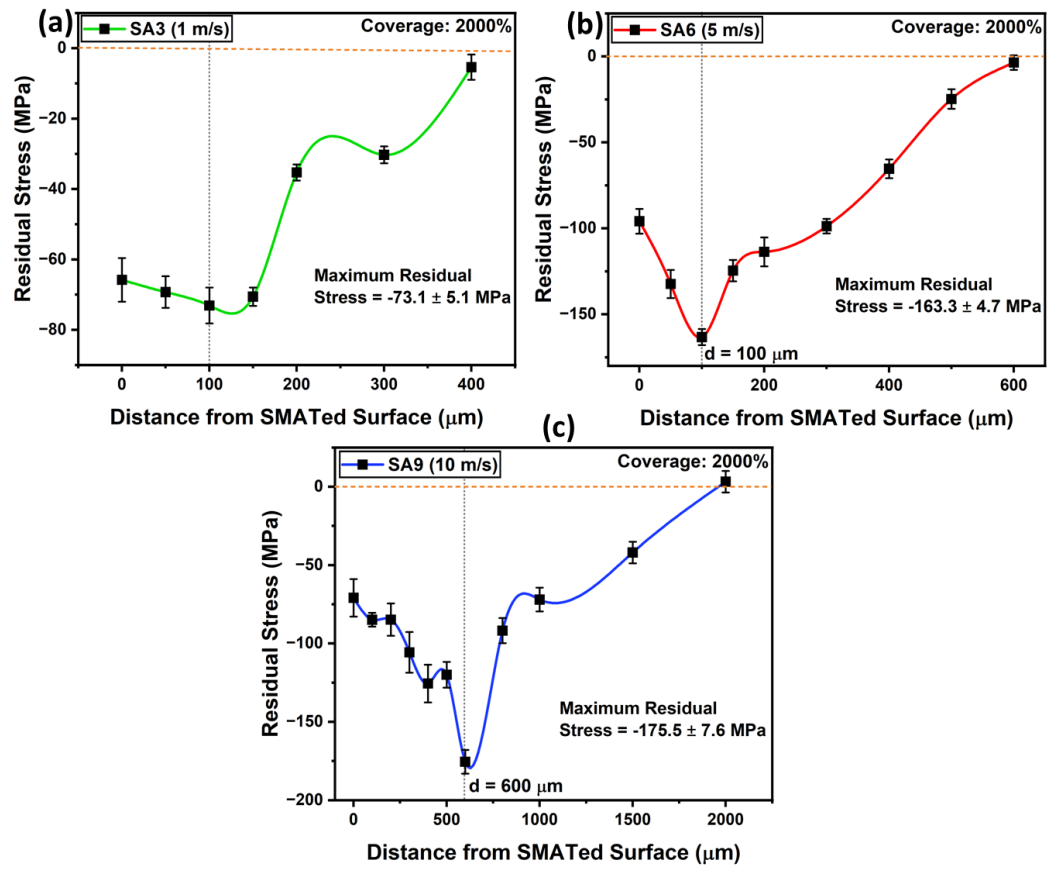 (a)
SA3 (1 m/s)
Coverage: 2000%
0
−20
−40
−60
−80
Residual Stress (MPa)
Maximum Residual
Stress = -73.1 ± 5.1 MPa
0 100 200 300 400
Distance from SMATed Surface (μm)
(b)
SA6 (5 m/s)
Coverage: 2000%
0
−50
−100
−150
Residual Stress (MPa)
Maximum Residual
Stress = -163.3 ± 4.7 MPa
d = 100 μm
0 200 400 600
Distance from SMATed Surface (μm)
(c)
SA9 (10 m/s)
Coverage: 2000%
0
−50
−100
−150
−200
Residual Stress (MPa)
Maximum Residual
Stress = -175.5 ± 7.6 MPa
d = 600 μm
0 500 1000 1500 2000
Distance from SMATed Surface (μm)